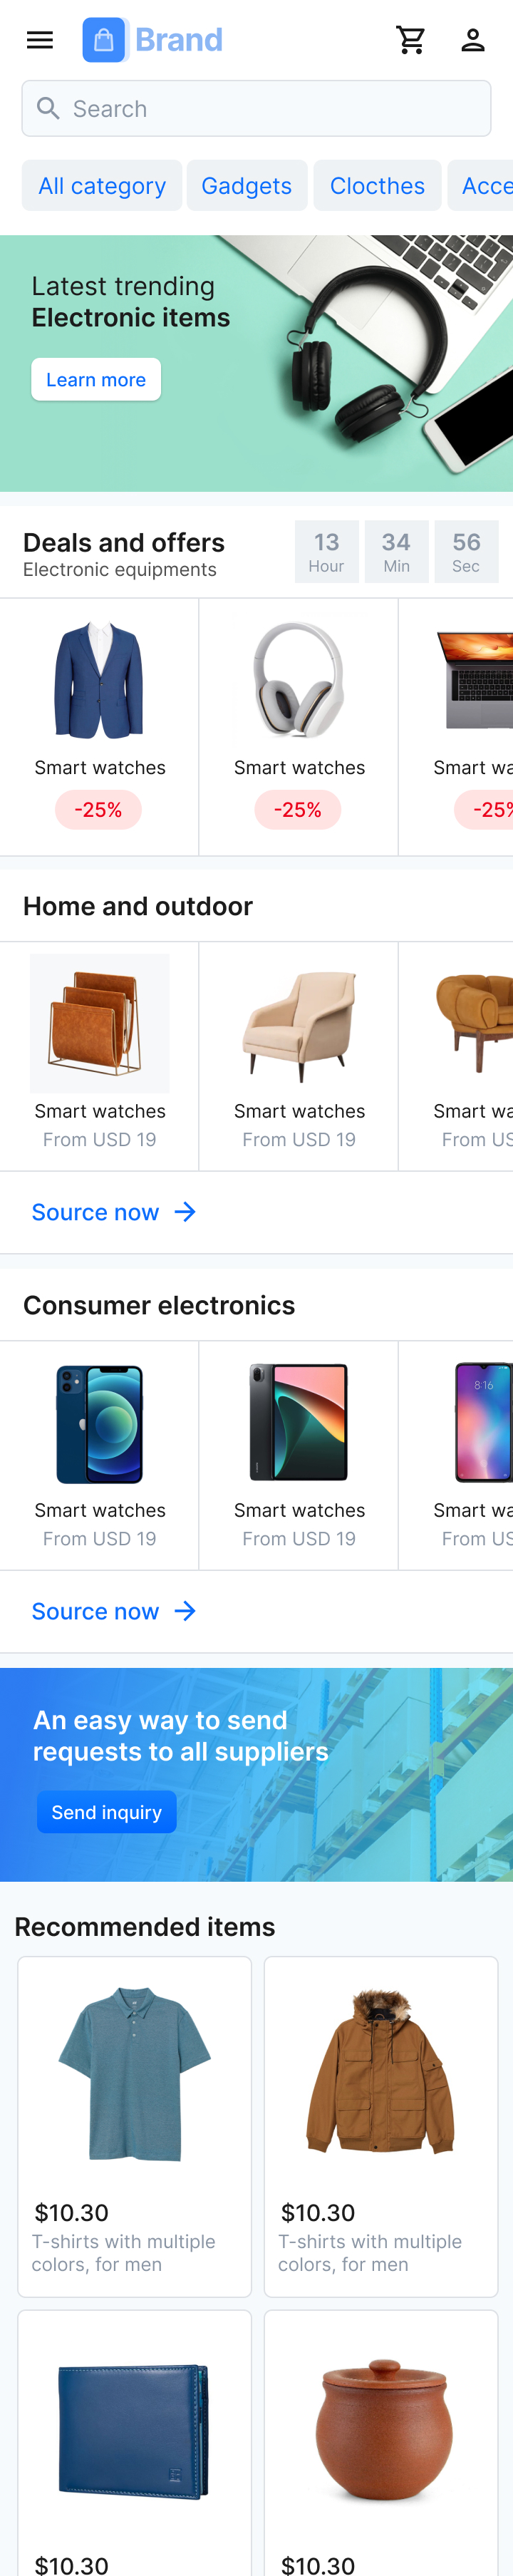 Brand
Search
All category Gadgets Clocthes Acce
Latest trending
Electronic items
Learn more
Deals and offers
Electronic equipments
13 34 56
Hour Min Sec
Smart watches Smart watches Smart wa
-25% -25% -25%
Home and outdoor
Smart watches Smart watches Smart wa
From USD 19 From USD 19 From US
Source now
Consumer electronics
8:16
Smart watches Smart watches Smart wa
From USD 19 From USD 19 From US
Source now
An easy way to send
requests to all suppliers
Send inquiry
Recommended items
$10.30 $10.30
T-shirts with multiple T-shirts with multiple
colors, for men colors, for men
$10.30 $10.30